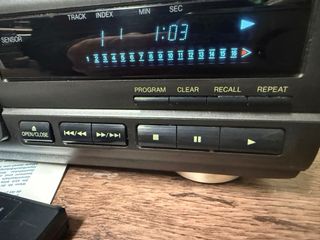 TRACK INDEX MIN SEC
SENSOR
1 1 1:03
1 2 3 4 5 6 7 8 9 10 11 12 13 14 15 16
PROGRAM CLEAR RECALL REPEAT
OPEN/CLOSE